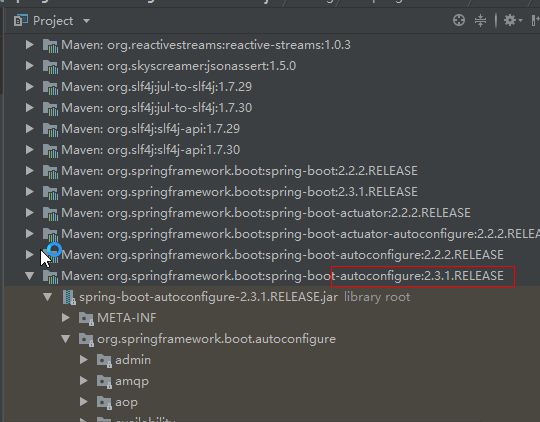 Project
Maven: org.reactivestreams:reactive-streams:1.0.3
Maven: org.skyscreamer:jsonassert:1.5.0
Maven: org.slf4j:jul-to-slf4j:1.7.29
Maven: org.slf4j:jul-to-slf4j:1.7.30
Maven: org.slf4j:slf4j-api:1.7.29
Maven: org.slf4j:slf4j-api:1.7.30
Maven: org.springframework.boot:spring-boot:2.2.2.RELEASE
Maven: org.springframework.boot:spring-boot:2.3.1.RELEASE
Maven: org.springframework.boot:spring-boot-actuator:2.2.2.RELEASE
Maven: org.springframework.boot:spring-boot-actuator-autoconfigure:2.2.2.RELEA
Maven: org.springframework.boot:spring-boot-autoconfigure:2.2.2.RELEASE
Maven: org.springframework.boot:spring-boot-autoconfigure:2.3.1.RELEASE
spring-boot-autoconfigure-2.3.1.RELEASE.jar library root
META-INF
org.springframework.boot.autoconfigure
admin
amqp
aop